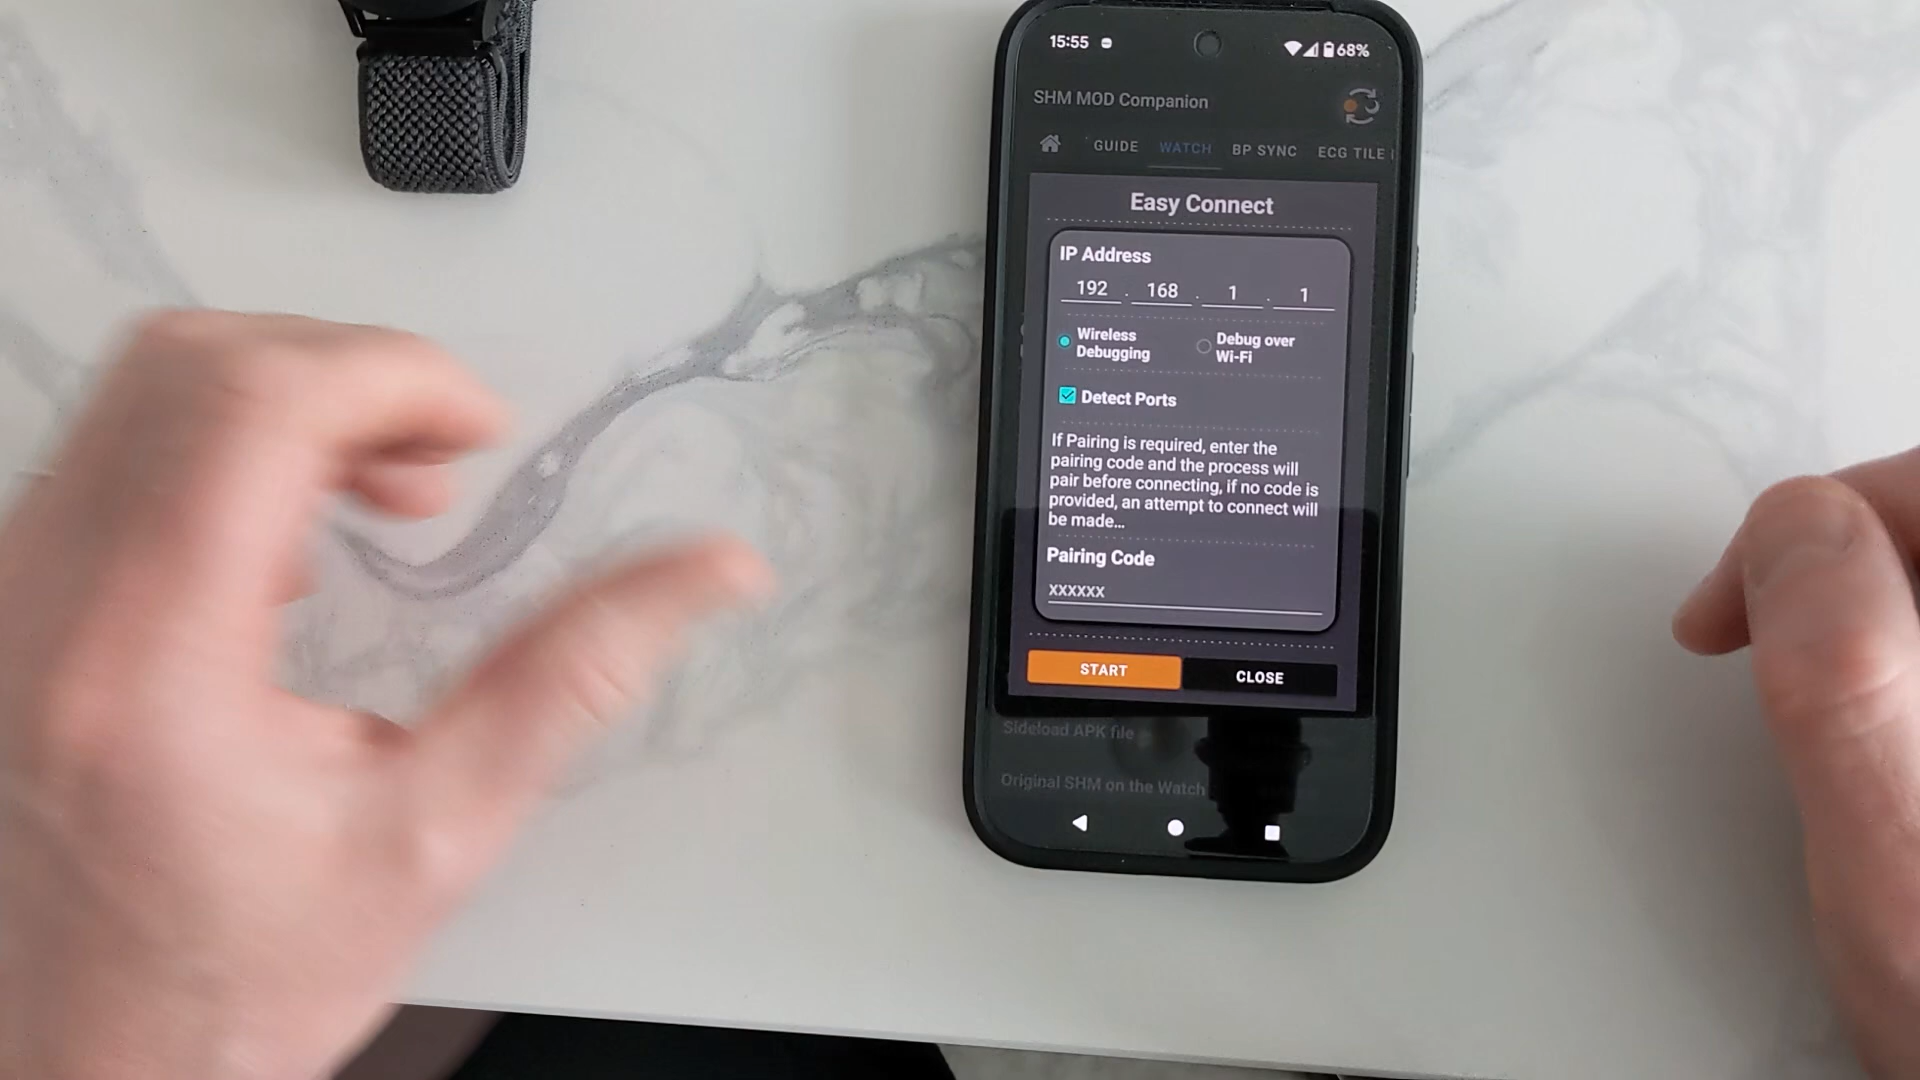 15:55
68%
SHM MOD Companion
GUIDE WATCH BP SYNC ECG TILE
Easy Connect
IP Address
192 . 168 . 1 . 1
Wireless
Debugging
Debug over
Wi-Fi
Detect Ports
If Pairing is required, enter the
pairing code and the process will
pair before connecting, if no code is
provided, an attempt to connect will
be made...
Pairing Code
xxxxxx
START CLOSE
Sideload APK file
Original SHM on the Watch